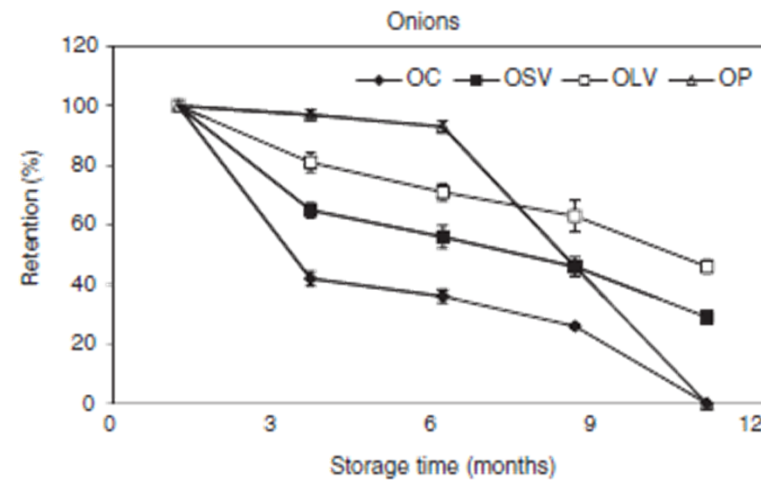 Onions
120
OC OSV OLV OP
100
80
60
40
20
0
Retention (%)
0 3 6 9 12
Storage time (months)